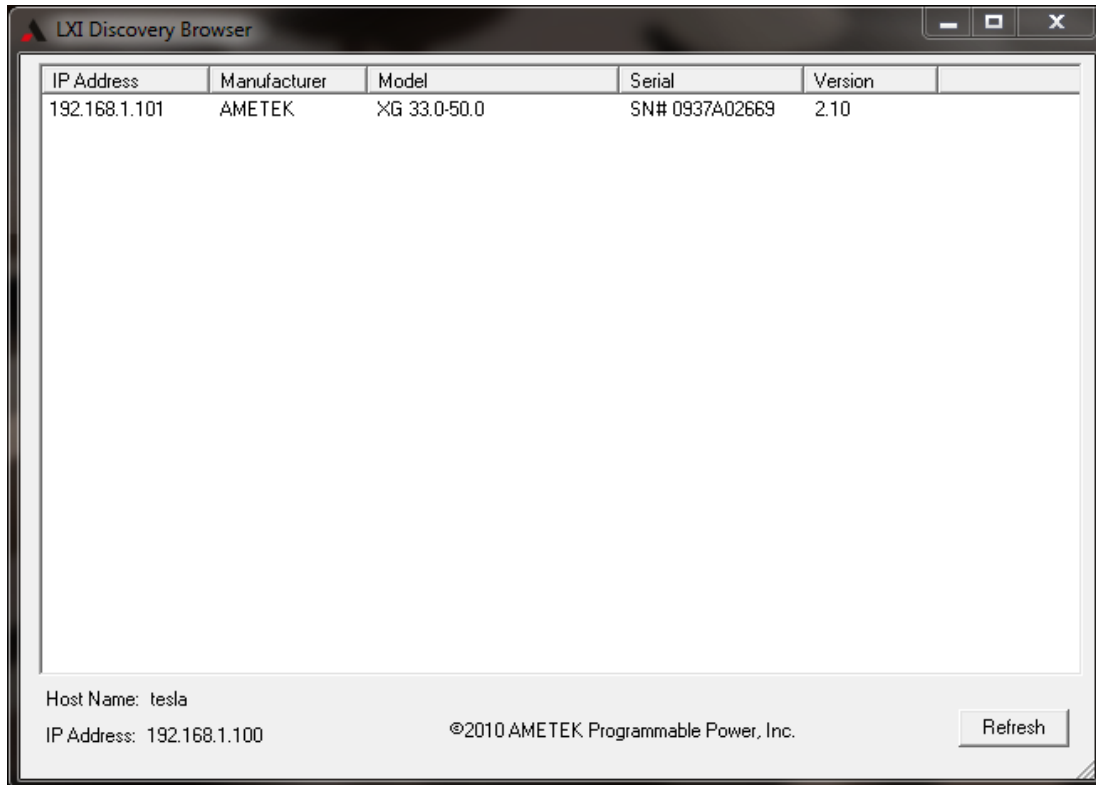 LXI Discovery Browser
IP Address Manufacturer Model Serial Version
192.168.1.101 AMETEK XG 33.0-50.0 SN# 0937A02669 2.10
Host Name: tesla
IP Address: 192.168.1.100 ©2010 AMETEK Programmable Power, Inc. Refresh